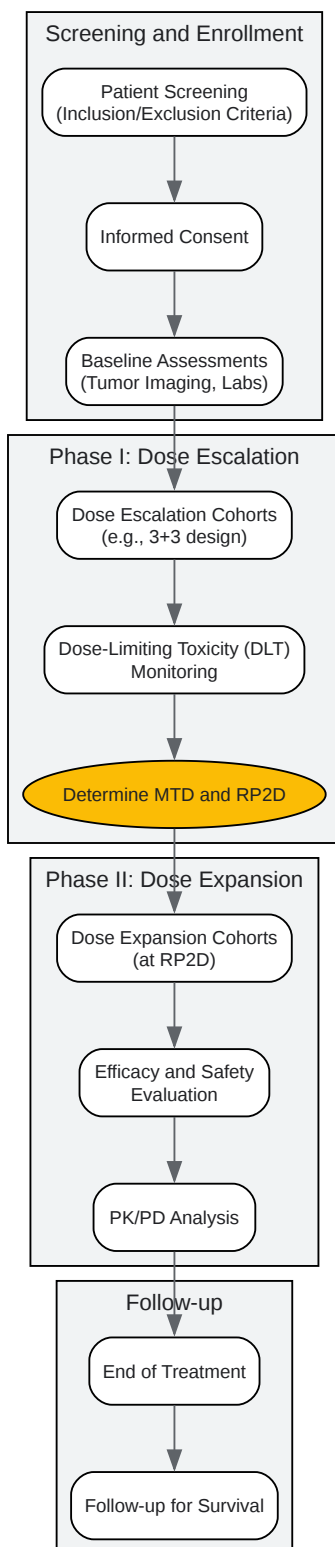 Screening and Enrollment
Patient Screening
(Inclusion/Exclusion Criteria)
Informed Consent
Baseline Assessments
(Tumor Imaging, Labs)
Phase I: Dose Escalation
Dose Escalation Cohorts
(e.g., 3+3 design)
Dose-Limiting Toxicity (DLT)
Monitoring
Determine MTD and RP2D
Phase II: Dose Expansion
Dose Expansion Cohorts
(at RP2D)
Efficacy and Safety
Evaluation
PK/PD Analysis
Follow-up
End of Treatment
Follow-up for Survival